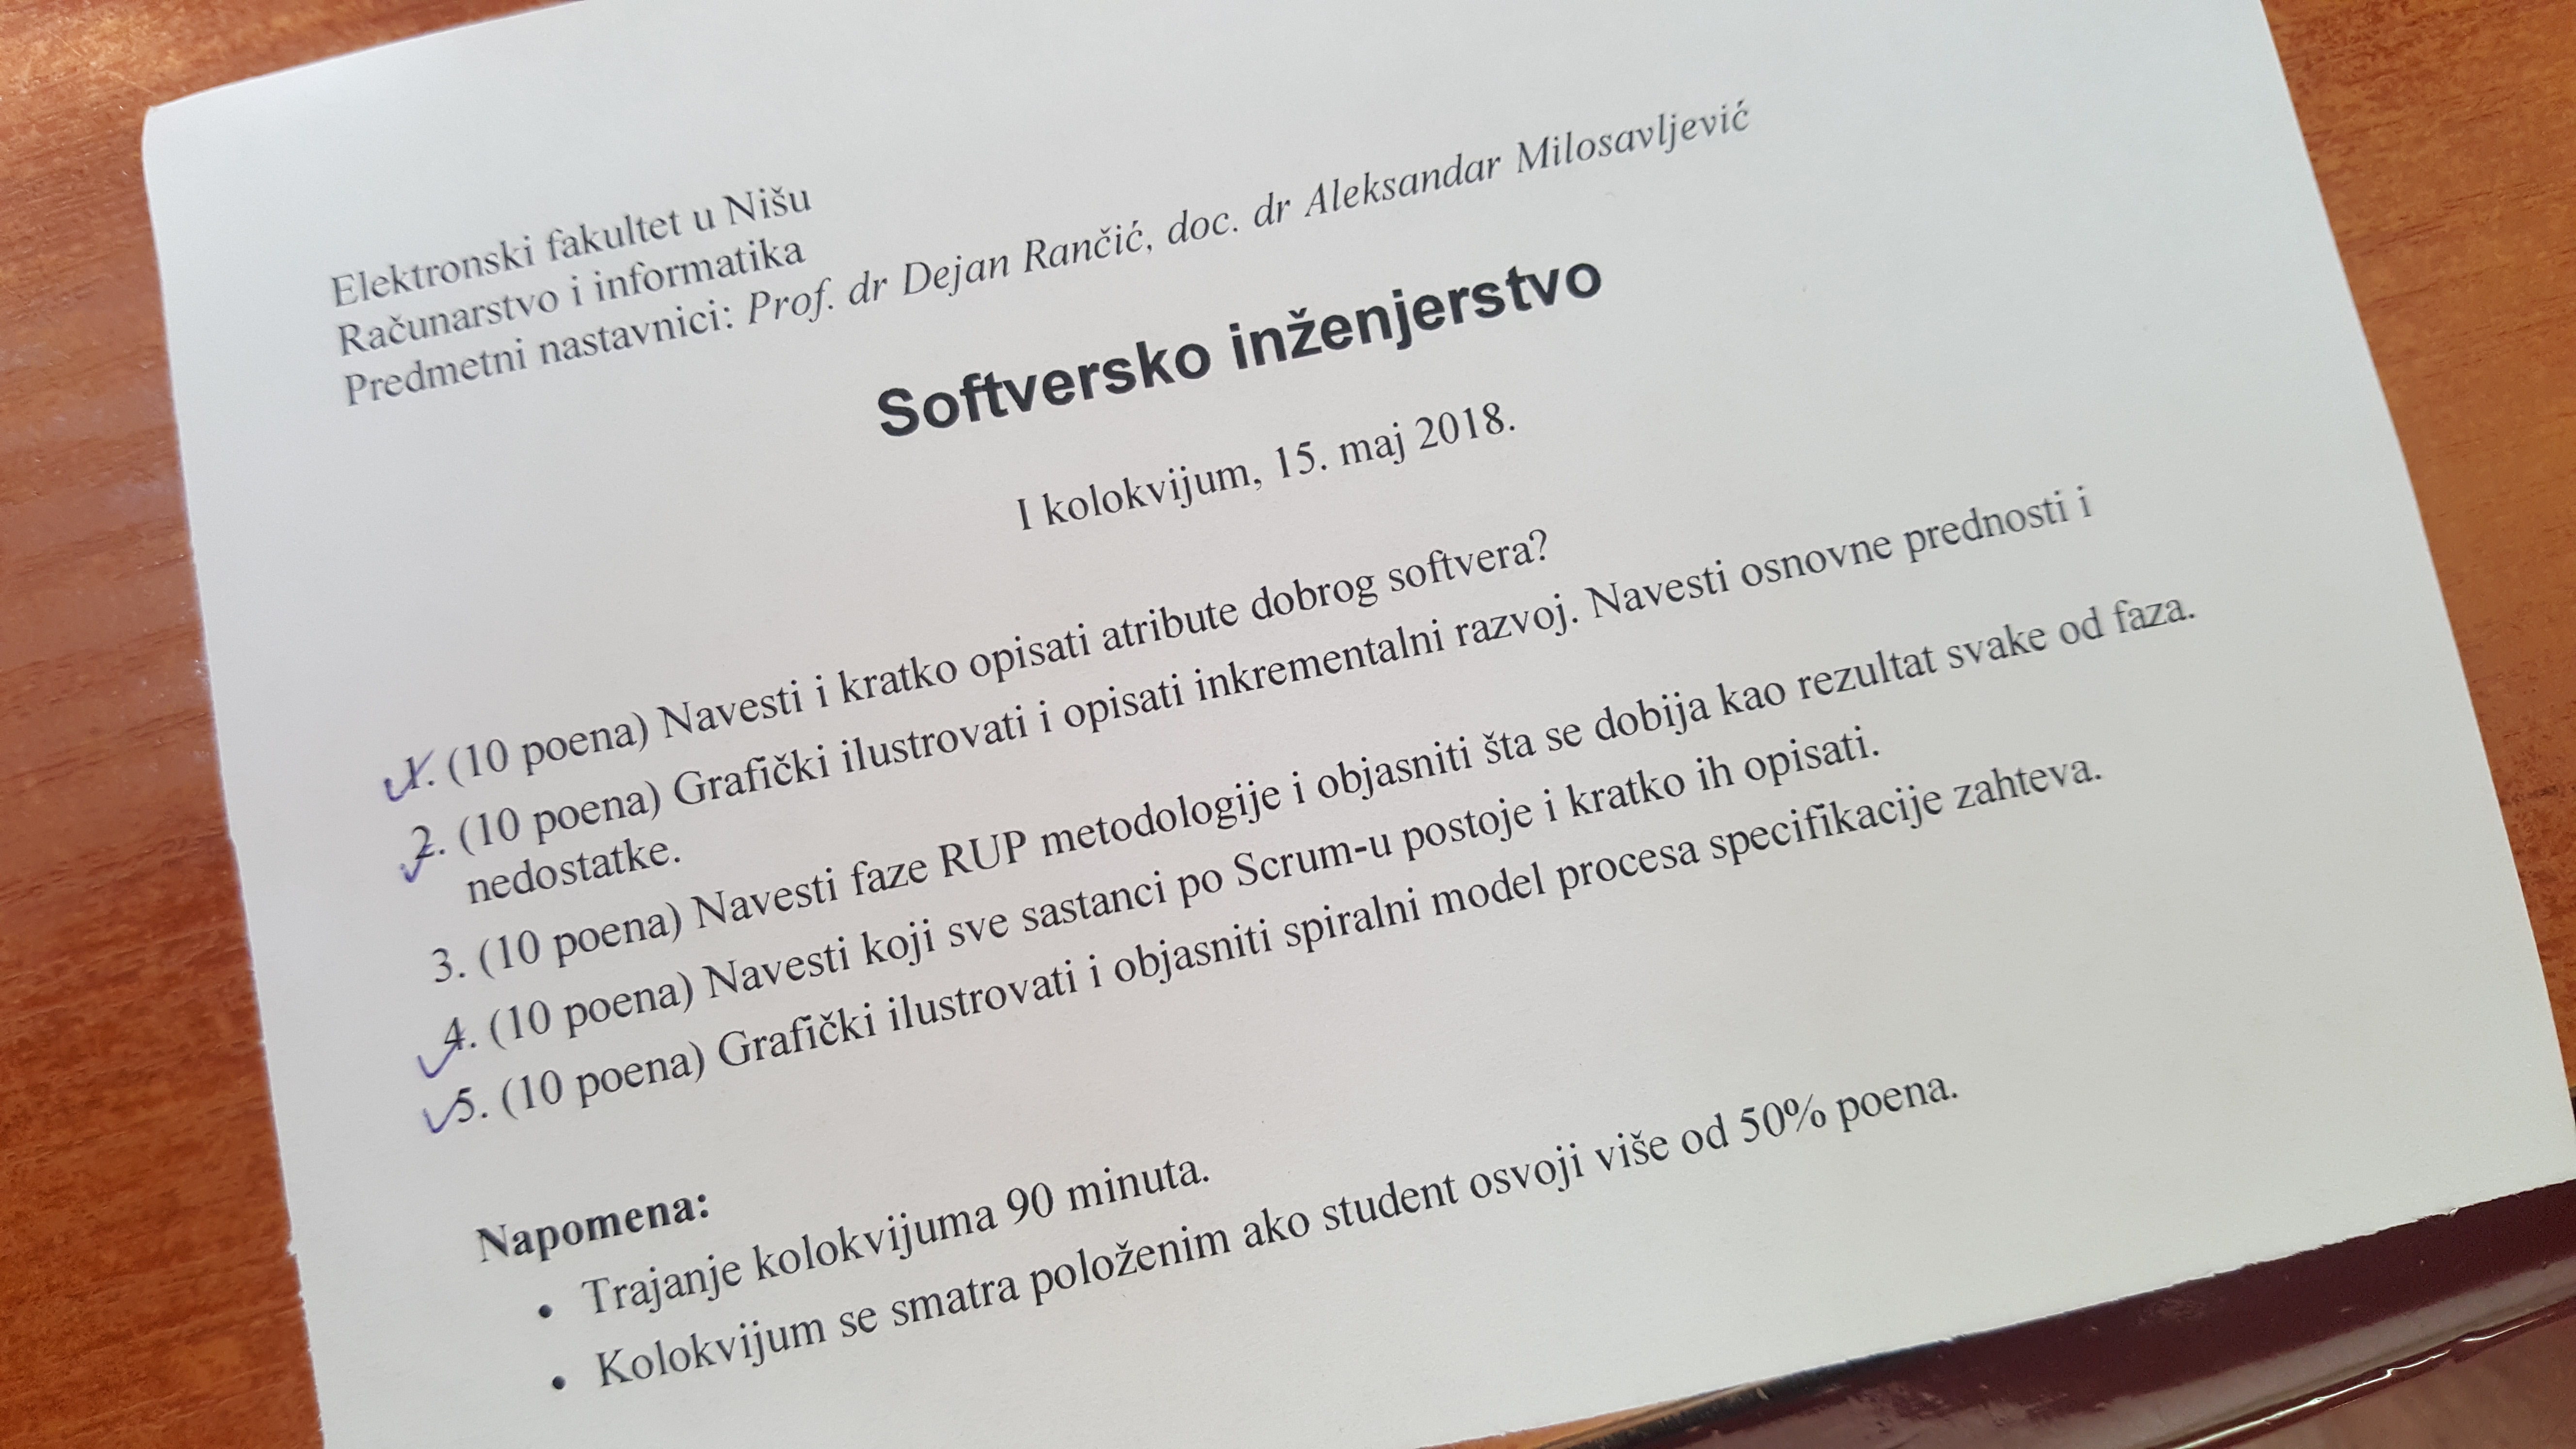 Elektronski fakultet u Nišu
Računarstvo i informatika
Predmetni nastavnici: Prof. dr Dejan Rančić, doc. dr Aleksandar Milosavljević
Softversko inženjerstvo
I kolokvijum, 15. maj 2018.
1. (10 poena) Navesti i kratko opisati atribute dobrog softvera?
2. (10 poena) Grafički ilustrovati i opisati inkrementalni razvoj. Navesti osnovne prednosti i
nedostatke.
3. (10 poena) Navesti faze RUP metodologije i objasniti šta se dobija kao rezultat svake od faza.
4. (10 poena) Navesti koji sve sastanci po Scrum-u postoje i kratko ih opisati.
5. (10 poena) Grafički ilustrovati i objasniti spiralni model procesa specifikacije zahteva.
Napomena:
• Trajanje kolokvijuma 90 minuta.
• Kolokvijum se smatra položenim ako student osvoji više od 50% poena.